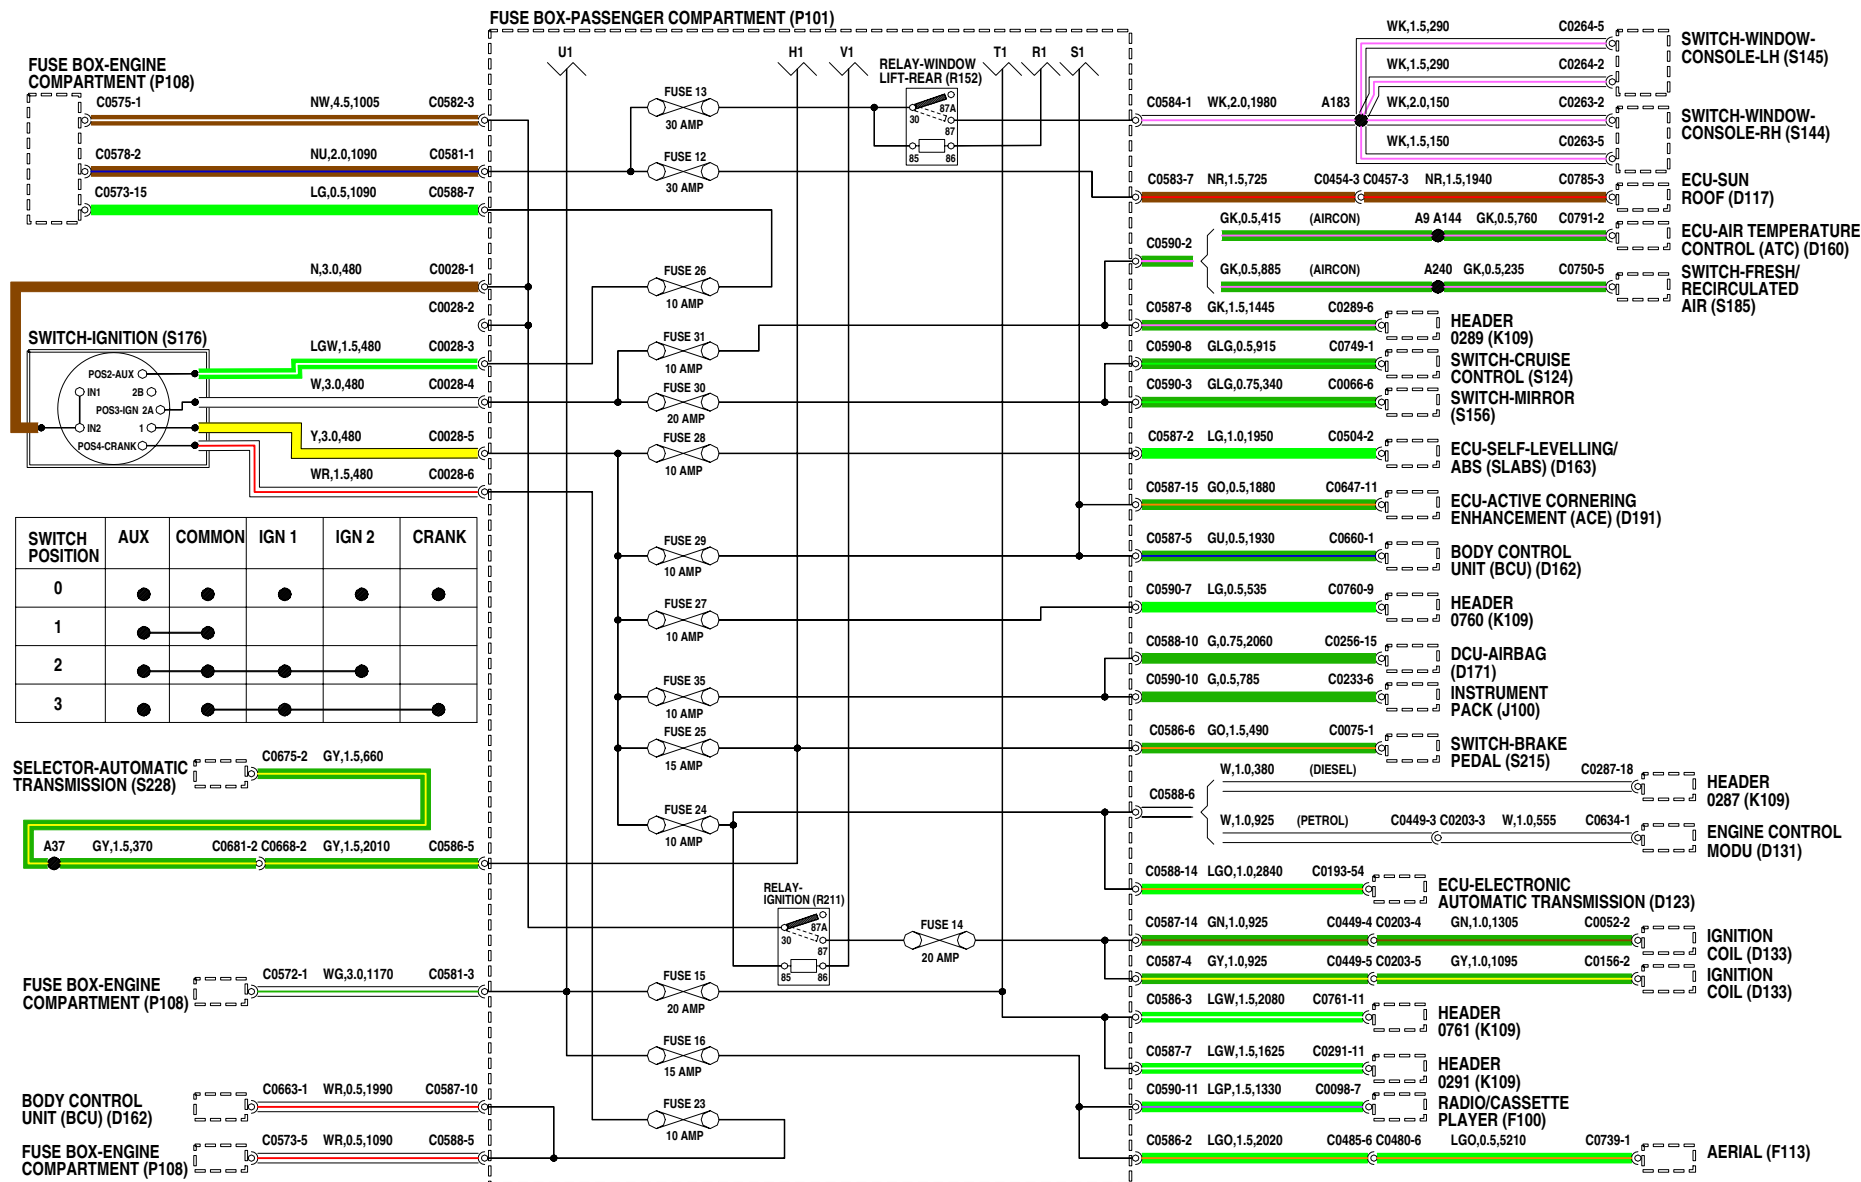 FUSE BOX-PASSENGER COMPARTMENT (P101)
U1
H1
V1
T1
R1
S1
FUSE BOX-ENGINE
COMPARTMENT (P108)
C0575-1 NW,4.5,1005 C0582-3
C0578-2 NU,2.0,1090 C0581-1
C0573-15 LG,0.5,1090 C0588-7
N,3.0,480 C0028-1
C0028-2
SWITCH-IGNITION (S176)
LGW,1.5,480 C0028-3
W,3.0,480 C0028-4
Y,3.0,480 C0028-5
WR,1.5,480 C0028-6
POS2-AUX
IN1
2B
POS3-IGN 2A
IN2
1
POS4-CRANK
SWITCH
POSITION
AUX
COMMON
IGN 1
IGN 2
CRANK
0
1
2
3
SELECTOR-AUTOMATIC
TRANSMISSION (S228)
C0675-2 GY,1.5,660
A37 GY,1.5,370 C0681-2 C0668-2 GY,1.5,2010 C0586-5
FUSE BOX-ENGINE
COMPARTMENT (P108)
C0572-1 WG,3.0,1170 C0581-3
BODY CONTROL
UNIT (BCU) (D162)
C0663-1 WR,0.5,1990 C0587-10
FUSE BOX-ENGINE
COMPARTMENT (P108)
C0573-5 WR,0.5,1090 C0588-5
FUSE 13
30 AMP
FUSE 12
30 AMP
RELAY-WINDOW
LIFT-REAR (R152)
87A
30
87
85
86
FUSE 26
10 AMP
FUSE 31
10 AMP
FUSE 30
20 AMP
FUSE 28
10 AMP
FUSE 29
10 AMP
FUSE 27
10 AMP
FUSE 35
10 AMP
FUSE 25
15 AMP
FUSE 24
10 AMP
RELAY-
IGNITION (R211)
87A
30
87
85
86
FUSE 14
20 AMP
FUSE 15
20 AMP
FUSE 16
15 AMP
FUSE 23
10 AMP
WK,1.5,290 C0264-5
WK,1.5,290 C0264-2
SWITCH-WINDOW-
CONSOLE-LH (S145)
C0584-1 WK,2.0,1980 A183 WK,2.0,150 C0263-2
WK,1.5,150 C0263-5
SWITCH-WINDOW-
CONSOLE-RH (S144)
C0583-7 NR,1.5,725 C0454-3 C0457-3 NR,1.5,1940 C0785-3
ECU-SUN
ROOF (D117)
C0590-2
GK,0.5,415 (AIRCON) A9 A144 GK,0.5,760 C0791-2
ECU-AIR TEMPERATURE
CONTROL (ATC) (D160)
GK,0.5,885 (AIRCON) A240 GK,0.5,235 C0750-5
SWITCH-FRESH/
RECIRCULATED
AIR (S185)
C0587-8 GK,1.5,1445 C0289-6
HEADER
0289 (K109)
C0590-8 GLG,0.5,915 C0749-1
SWITCH-CRUISE
CONTROL (S124)
C0590-3 GLG,0.75,340 C0066-6
SWITCH-MIRROR
(S156)
C0587-2 LG,1.0,1950 C0504-2
ECU-SELF-LEVELLING/
ABS (SLABS) (D163)
C0587-15 GO,0.5,1880 C0647-11
ECU-ACTIVE CORNERING
ENHANCEMENT (ACE) (D191)
C0587-5 GU,0.5,1930 C0660-1
BODY CONTROL
UNIT (BCU) (D162)
C0590-7 LG,0.5,535 C0760-9
HEADER
0760 (K109)
C0588-10 G,0.75,2060 C0256-15
DCU-AIRBAG
(D171)
C0590-10 G,0.5,785 C0233-6
INSTRUMENT
PACK (J100)
C0586-6 GO,1.5,490 C0075-1
SWITCH-BRAKE
PEDAL (S215)
C0588-6
W,1.0,380 (DIESEL) C0287-18
HEADER
0287 (K109)
W,1.0,925 (PETROL) C0449-3 C0203-3 W,1.0,555 C0634-1
ENGINE CONTROL
MODU (D131)
C0588-14 LGO,1.0,2840 C0193-54
ECU-ELECTRONIC
AUTOMATIC TRANSMISSION (D123)
C0587-14 GN,1.0,925 C0449-4 C0203-4 GN,1.0,1305 C0052-2
IGNITION
COIL (D133)
C0587-4 GY,1.0,925 C0449-5 C0203-5 GY,1.0,1095 C0156-2
IGNITION
COIL (D133)
C0586-3 LGW,1.5,2080 C0761-11
HEADER
0761 (K109)
C0587-7 LGW,1.5,1625 C0291-11
HEADER
0291 (K109)
C0590-11 LGP,1.5,1330 C0098-7
RADIO/CASSETTE
PLAYER (F100)
C0586-2 LGO,1.5,2020 C0485-6 C0480-6 LGO,0.5,5210 C0739-1
AERIAL (F113)